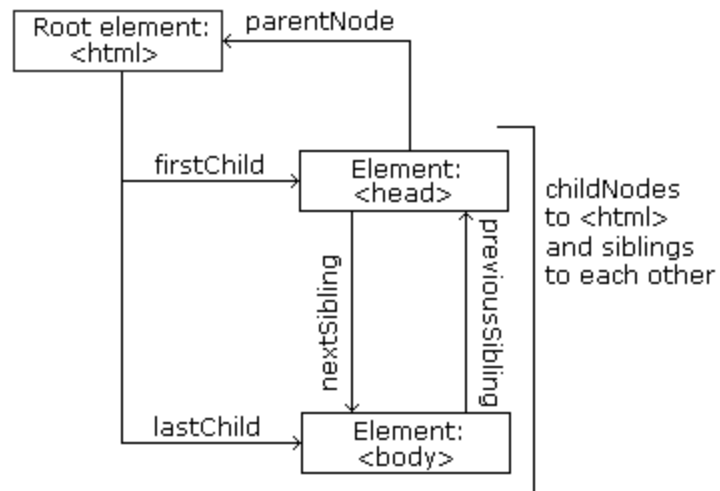 Root element:
<html>
parentNode
firstChild
Element:
<head>
childNodes
to <html>
and siblings
to each other
nextSibling
previousSibling
lastChild
Element:
<body>